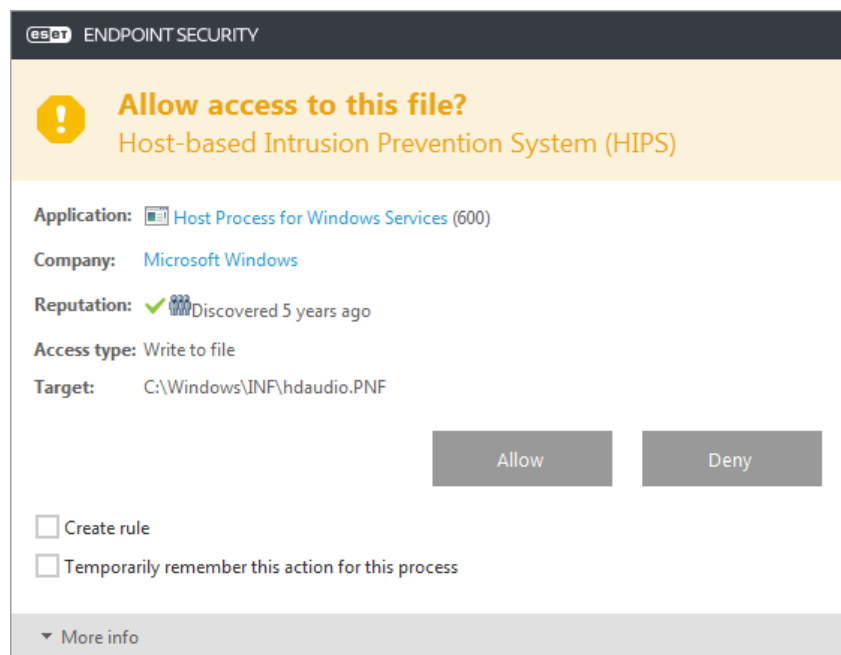 eset ENDPOINT SECURITY
Allow access to this file?
Host-based Intrusion Prevention System (HIPS)
Application: Host Process for Windows Services (600)
Company: Microsoft Windows
Reputation: Discovered 5 years ago
Access type: Write to file
Target: C:\Windows\INF\hdaudio.PNF
Allow Deny
Create rule
Temporarily remember this action for this process
More info